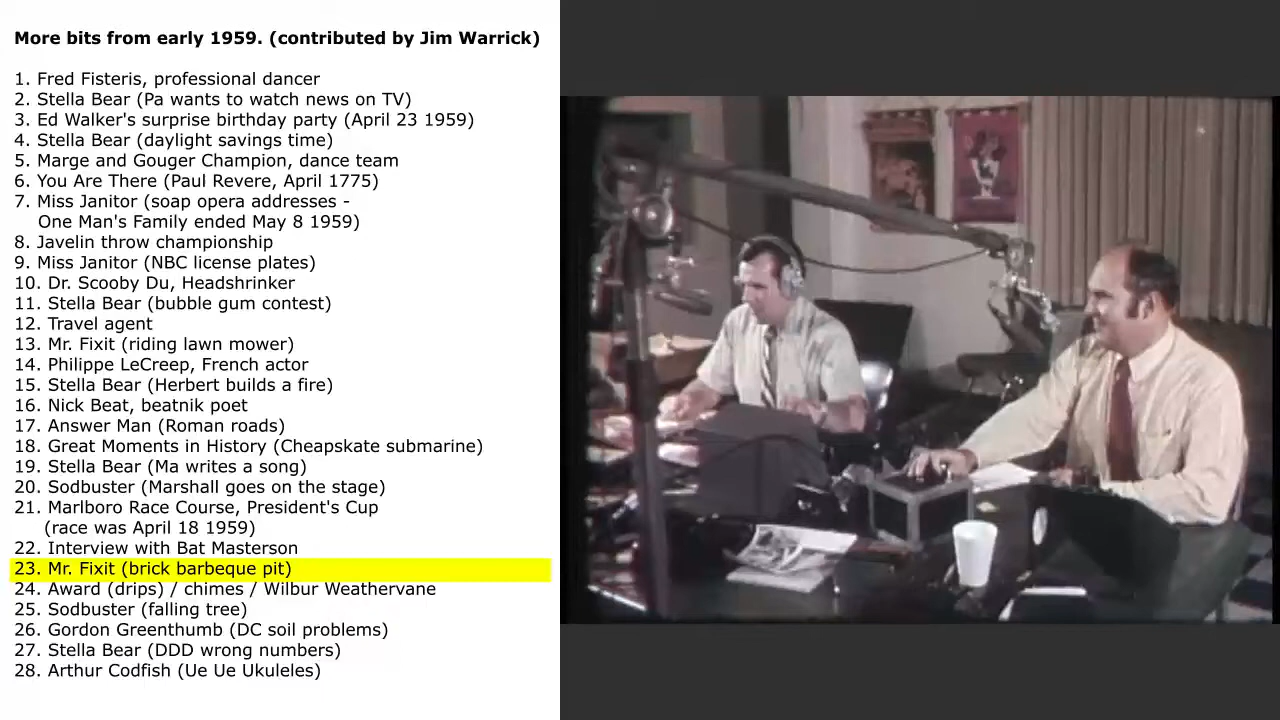 More bits from early 1959. (contributed by Jim Warrick)
1. Fred Fisteris, professional dancer
2. Stella Bear (Pa wants to watch news on TV)
3. Ed Walker's surprise birthday party (April 23 1959)
4. Stella Bear (daylight savings time)
5. Marge and Gouger Champion, dance team
6. You Are There (Paul Revere, April 1775)
7. Miss Janitor (soap opera addresses -
One Man's Family ended May 8 1959)
8. Javelin throw championship
9. Miss Janitor (NBC license plates)
10. Dr. Scooby Du, Headshrinker
11. Stella Bear (bubble gum contest)
12. Travel agent
13. Mr. Fixit (riding lawn mower)
14. Philippe LeCreep, French actor
15. Stella Bear (Herbert builds a fire)
16. Nick Beat, beatnik poet
17. Answer Man (Roman roads)
18. Great Moments in History (Cheapskate submarine)
19. Stella Bear (Ma writes a song)
20. Sodbuster (Marshall goes on the stage)
21. Marlboro Race Course, President's Cup
(race was April 18 1959)
22. Interview with Bat Masterson
23. Mr. Fixit (brick barbeque pit)
24. Award (drips) / chimes / Wilbur Weathervane
25. Sodbuster (falling tree)
26. Gordon Greenthumb (DC soil problems)
27. Stella Bear (DDD wrong numbers)
28. Arthur Codfish (Ue Ue Ukuleles)